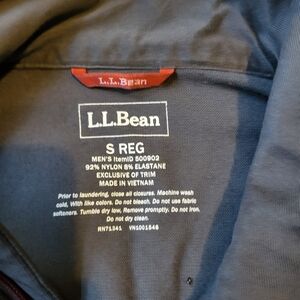 L.L.Bean
L.L.Bean
S REG
MEN'S ItemID 500902
92% NYLON 8% ELASTANE
EXCLUSIVE OF TRIM
MADE IN VIETNAM
Prior to laundering, close all closures. Machine wash
cold. With like colors. Do not bleach. Do not use fabric
softeners. Tumble dry low. Remove promptly. Do not iron.
Do not dry clean.
RN71341 VN1001546